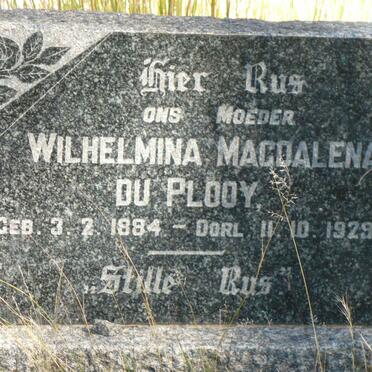 Hier Rus
ONS MOEDER
WILHELMINA MAGDALENA
DU PLOOY
GEB. 3. 2. 1884 – OORL. 11. 10. 1929
„Stille Rus"